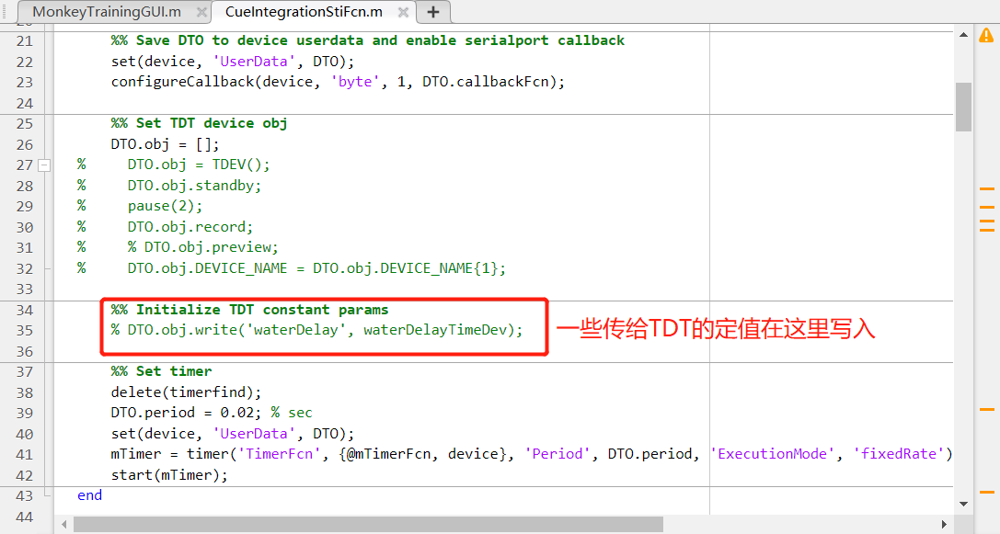 MonkeyTrainingGUI.m × CueIntegrationStiFcn.m × +
21 %% Save DTO to device userdata and enable serialport callback
22 set(device, 'UserData', DTO);
23 configureCallback(device, 'byte', 1, DTO.callbackFcn);
24
25 %% Set TDT device obj
26 DTO.obj = [];
27 % DTO.obj = TDEV();
28 % DTO.obj.standby;
29 % pause(2);
30 % DTO.obj.record;
31 % % DTO.obj.preview;
32 % DTO.obj.DEVICE_NAME = DTO.obj.DEVICE_NAME{1};
33
34 %% Initialize TDT constant params
35 % DTO.obj.write('waterDelay', waterDelayTimeDev); 一些传给TDT的定值在这里写入
36
37 %% Set timer
38 delete(timerfind);
39 DTO.period = 0.02; % sec
40 set(device, 'UserData', DTO);
41 mTimer = timer('TimerFcn', {@mTimerFcn, device}, 'Period', DTO.period, 'ExecutionMode', 'fixedRate')
42 start(mTimer);
43 end
44